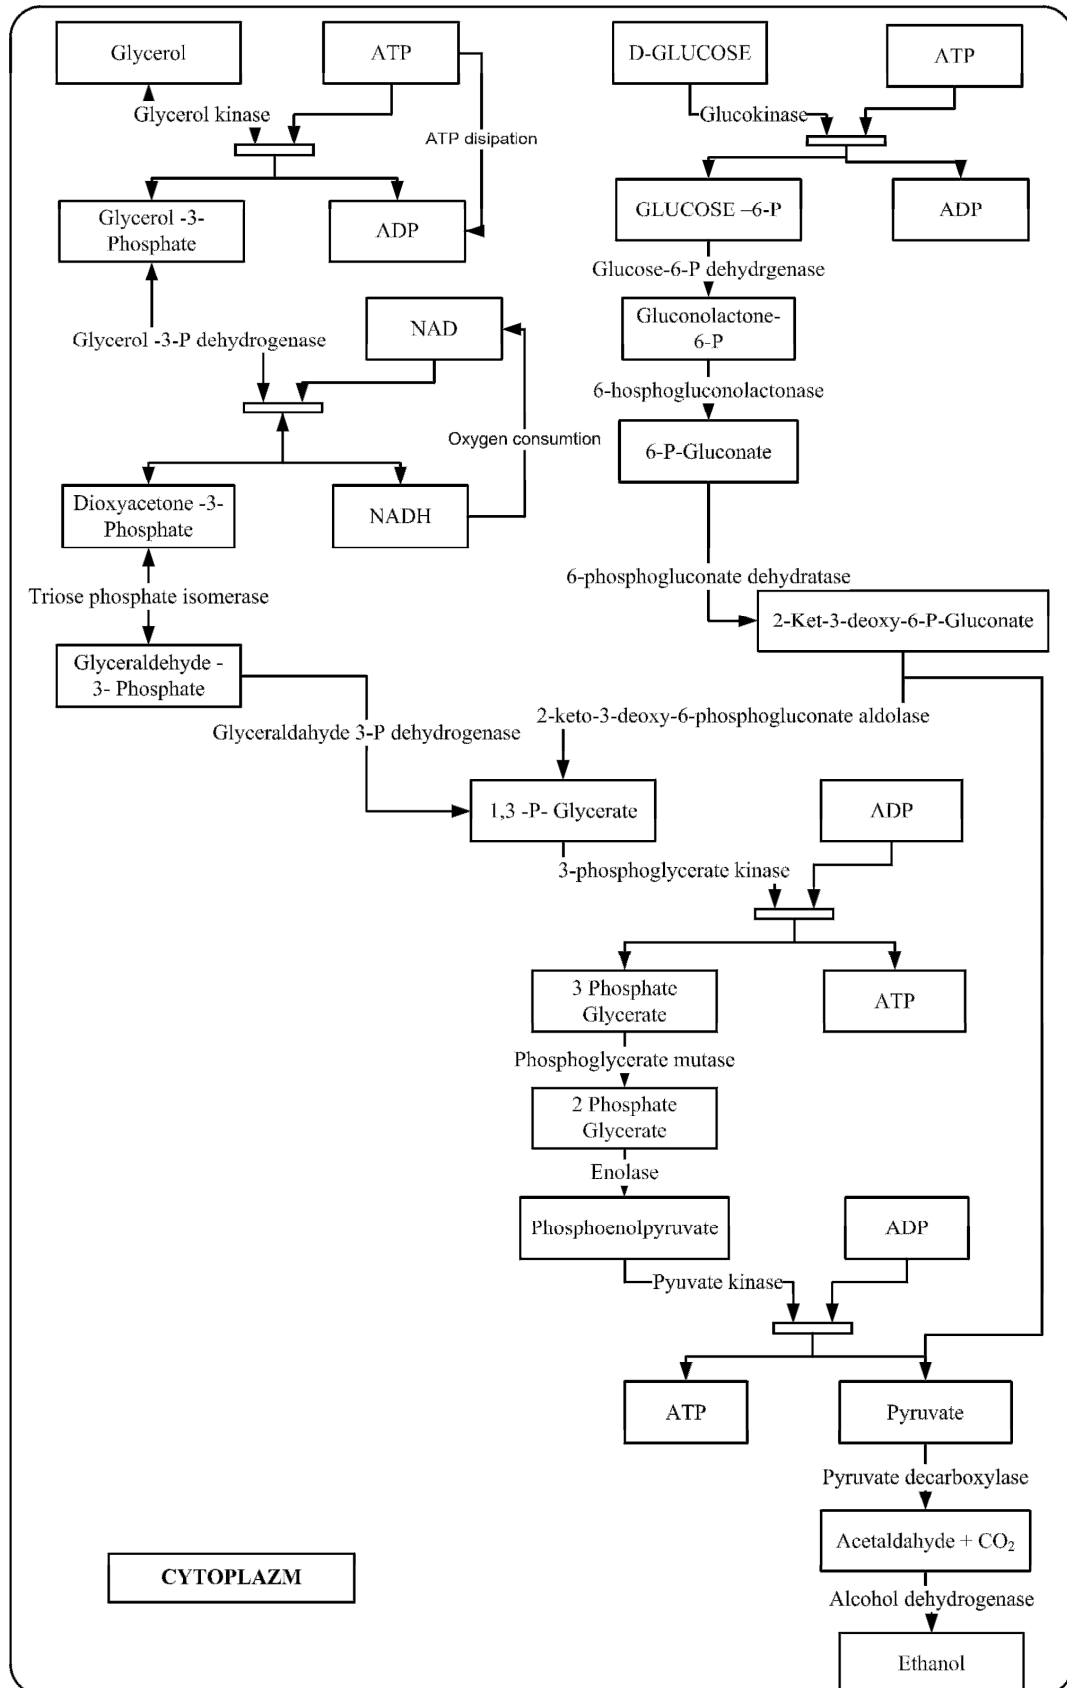 Glycerol
ATP
D-GLUCOSE
ATP
Glycerol kinase
Glucokinase
ATP disipation
Glycerol -3-
Phosphate
ADP
GLUCOSE –6-P
ADP
Glucose-6-P dehydrgenase
Glycerol -3-P dehydrogenase
NAD
Gluconolactone-
6-P
6-hosphogluconolactonase
Oxygen consumtion
6-P-Gluconate
Dioxyacetone -3-
Phosphate
NADH
Triose phosphate isomerase
6-phosphogluconate dehydratase
2-Ket-3-deoxy-6-P-Gluconate
Glyceraldehyde -
3- Phosphate
Glyceraldahyde 3-P dehydrogenase
2-keto-3-deoxy-6-phosphogluconate aldolase
1,3 -P- Glycerate
ADP
3-phosphoglycerate kinase
3 Phosphate
Glycerate
ATP
Phosphoglycerate mutase
2 Phosphate
Glycerate
Enolase
Phosphoenolpyruvate
ADP
Pyuvate kinase
ATP
Pyruvate
Pyruvate decarboxylase
Acetaldahyde + CO₂
CYTOPLAZM
Alcohol dehydrogenase
Ethanol